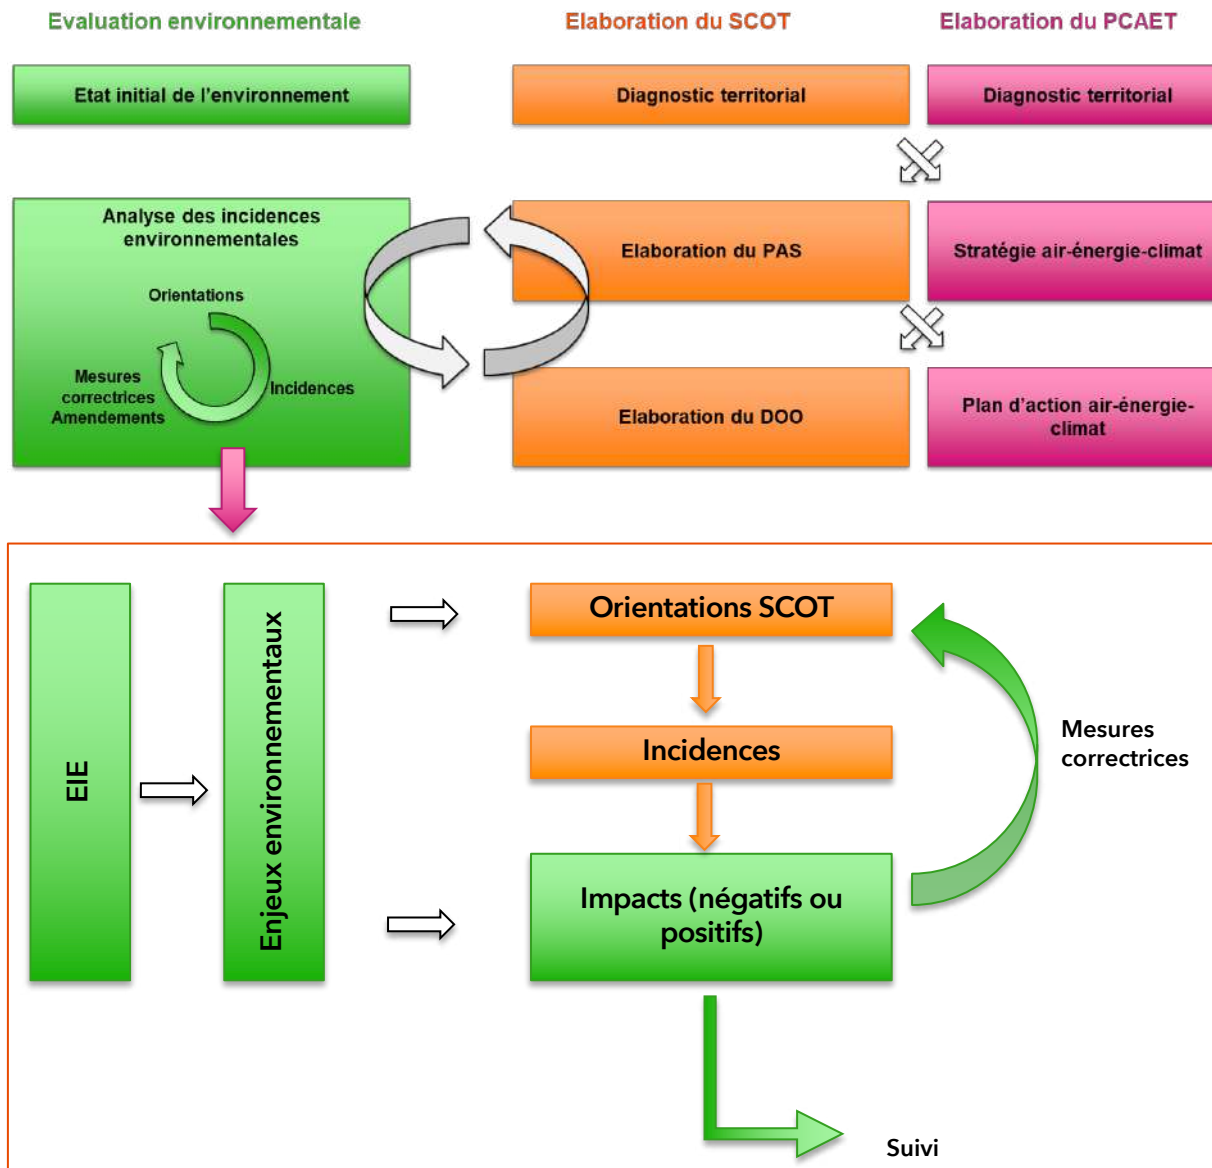 Evaluation environnementale
Elaboration du SCOT
Elaboration du PCAET
Etat initial de l'environnement
Diagnostic territorial
Diagnostic territorial
Analyse des incidences
environnementales
Orientations
Incidences
Mesures
correctrices
Amendements
Elaboration du PAS
Stratégie air-énergie-climat
Elaboration du DOO
Plan d'action air-énergie-
climat
EIE
Enjeux environnementaux
Orientations SCOT
Incidences
Impacts (négatifs ou
positifs)
Mesures
correctrices
Suivi